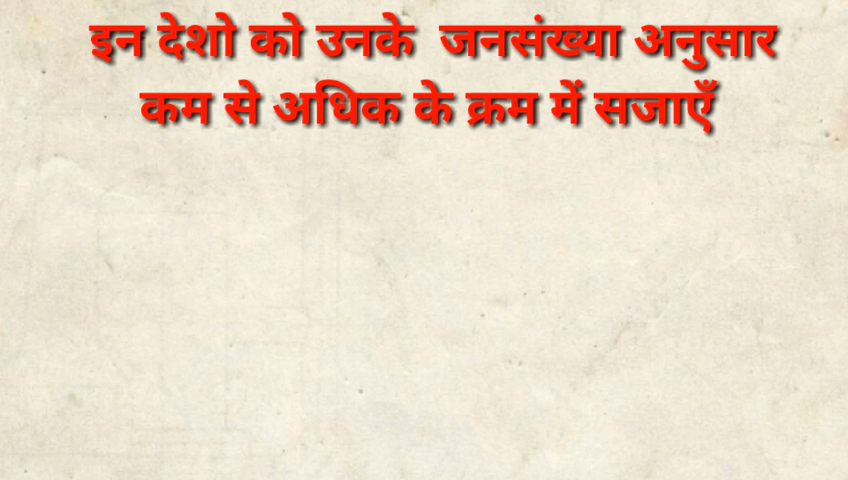 इन देशो को उनके जनसंख्या अनुसार
कम से अधिक के क्रम में सजाएँ